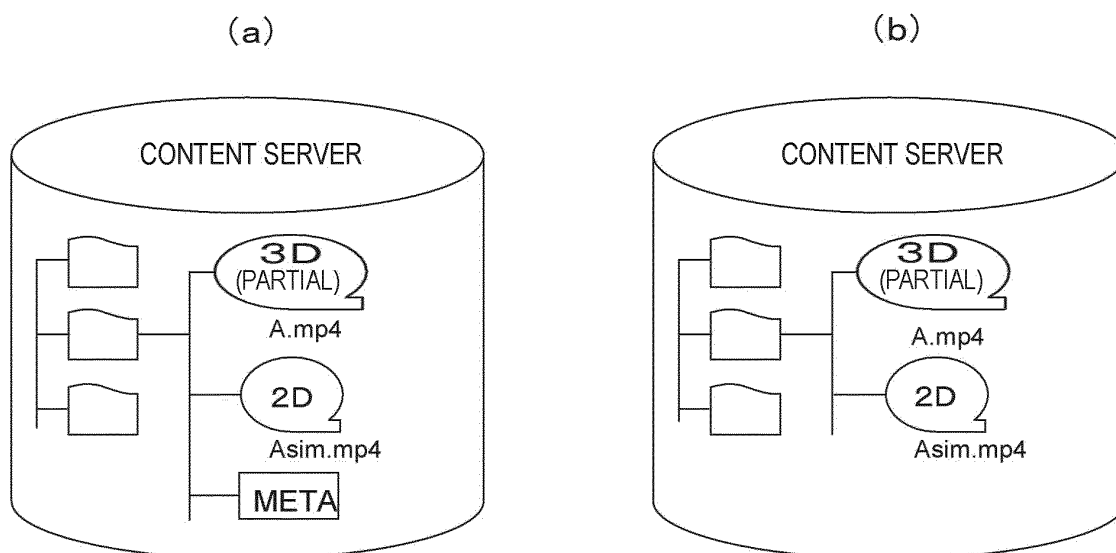 (a)
CONTENT SERVER
3D
(PARTIAL)
A.mp4
2D
Asim.mp4
META
(b)
CONTENT SERVER
3D
(PARTIAL)
A.mp4
2D
Asim.mp4